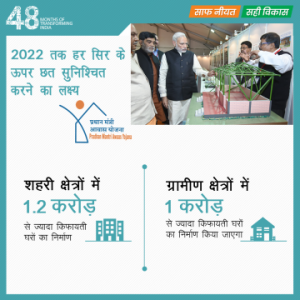 48 MONTHS OF
TRANSFORMING
INDIA
साफ नीयत सही विकास
2022 तक हर सिर के
ऊपर छत सुनिश्चित
करने का लक्ष्य
प्रधान मंत्री
आवास योजना
Pradhan Mantri Awaas Yojana
शहरी क्षेत्रों में
1.2 करोड़
से ज्यादा किफायती
घरों का निर्माण
ग्रामीण क्षेत्रों में
1 करोड़
से ज्यादा किफायती घरों
का निर्माण किया जाएगा